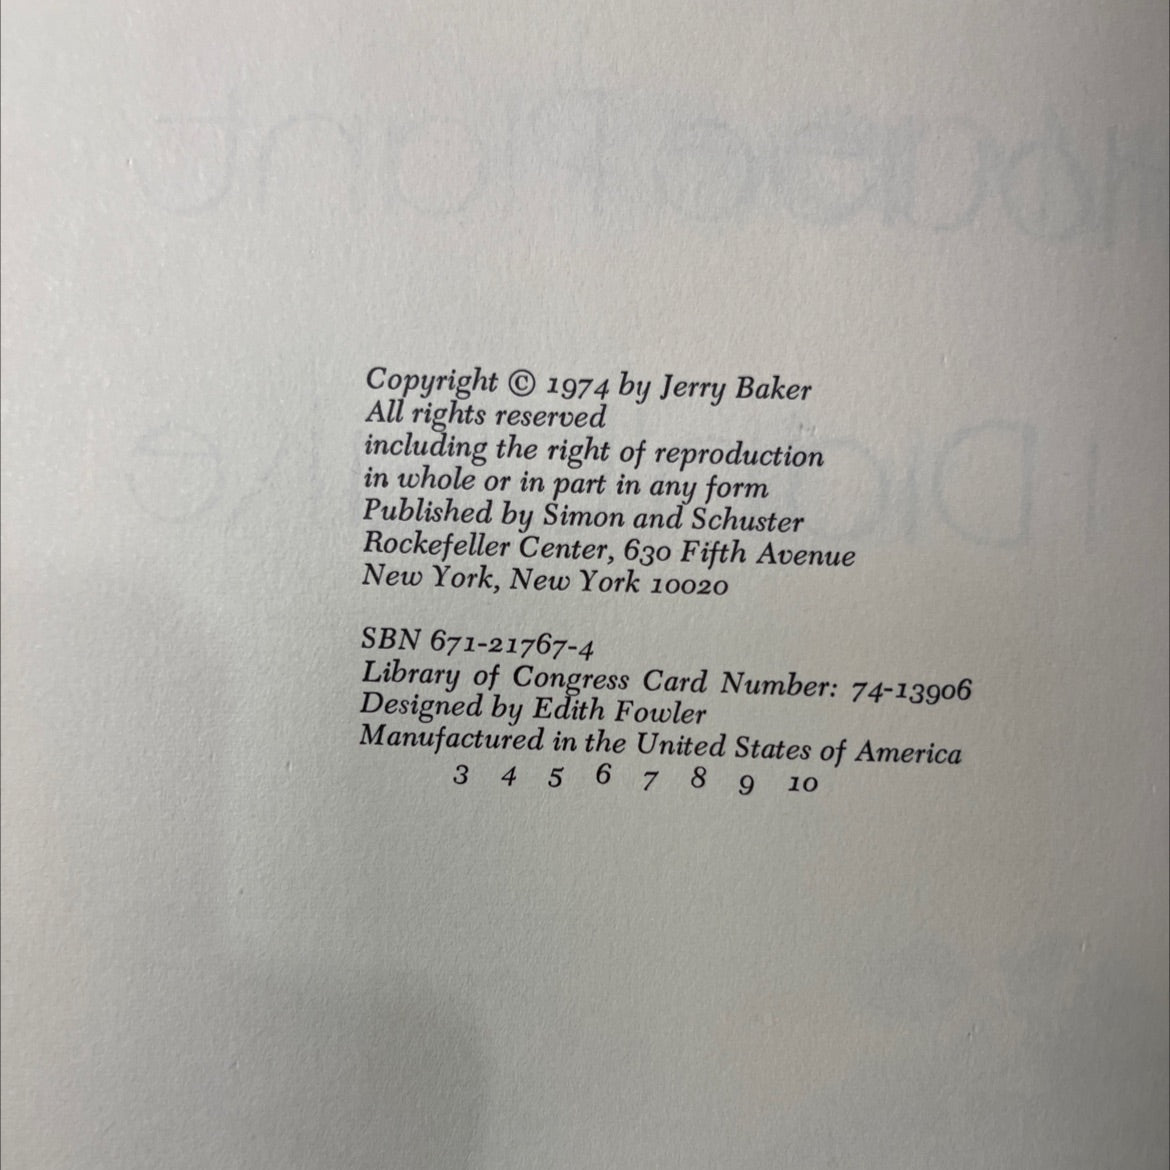 Copyright © 1974 by Jerry Baker
All rights reserved
including the right of reproduction
in whole or in part in any form
Published by Simon and Schuster
Rockefeller Center, 630 Fifth Avenue
New York, New York 10020
SBN 671-21767-4
Library of Congress Card Number: 74-13906
Designed by Edith Fowler
Manufactured in the United States of America
3 4 5 6 7 8 9 10